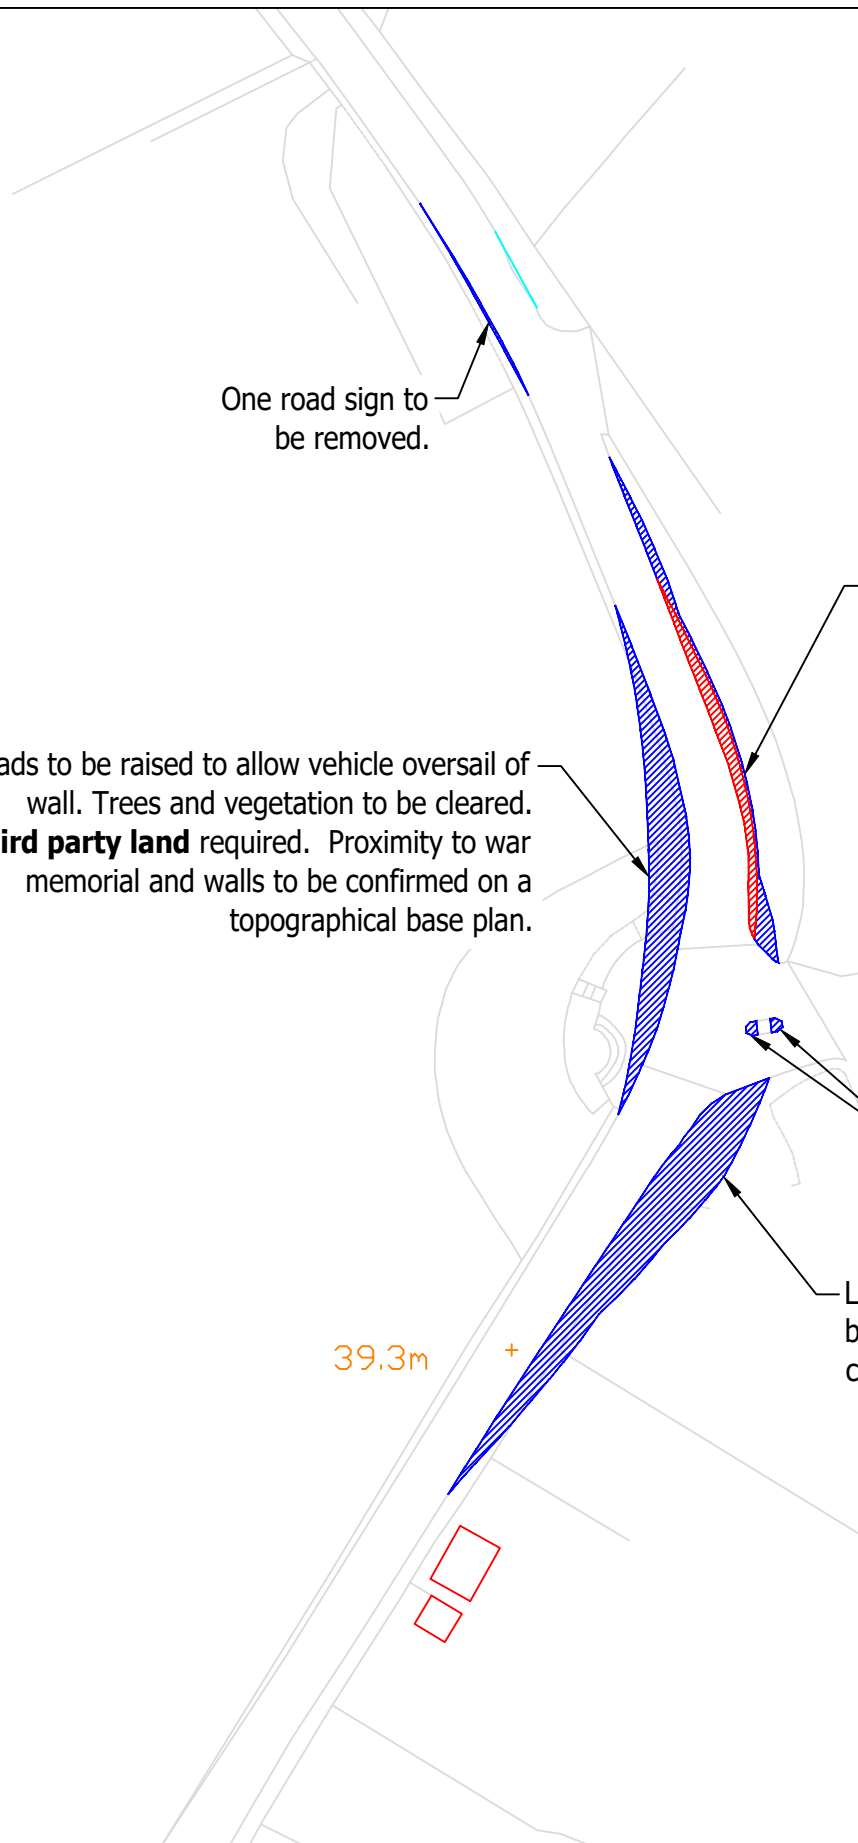 One road sign to
be removed.
to be raised to allow vehicle oversail of
wall. Trees and vegetation to be cleared.
party land required. Proximity to war
memorial and walls to be confirmed on a
topographical base plan.
39.3m +